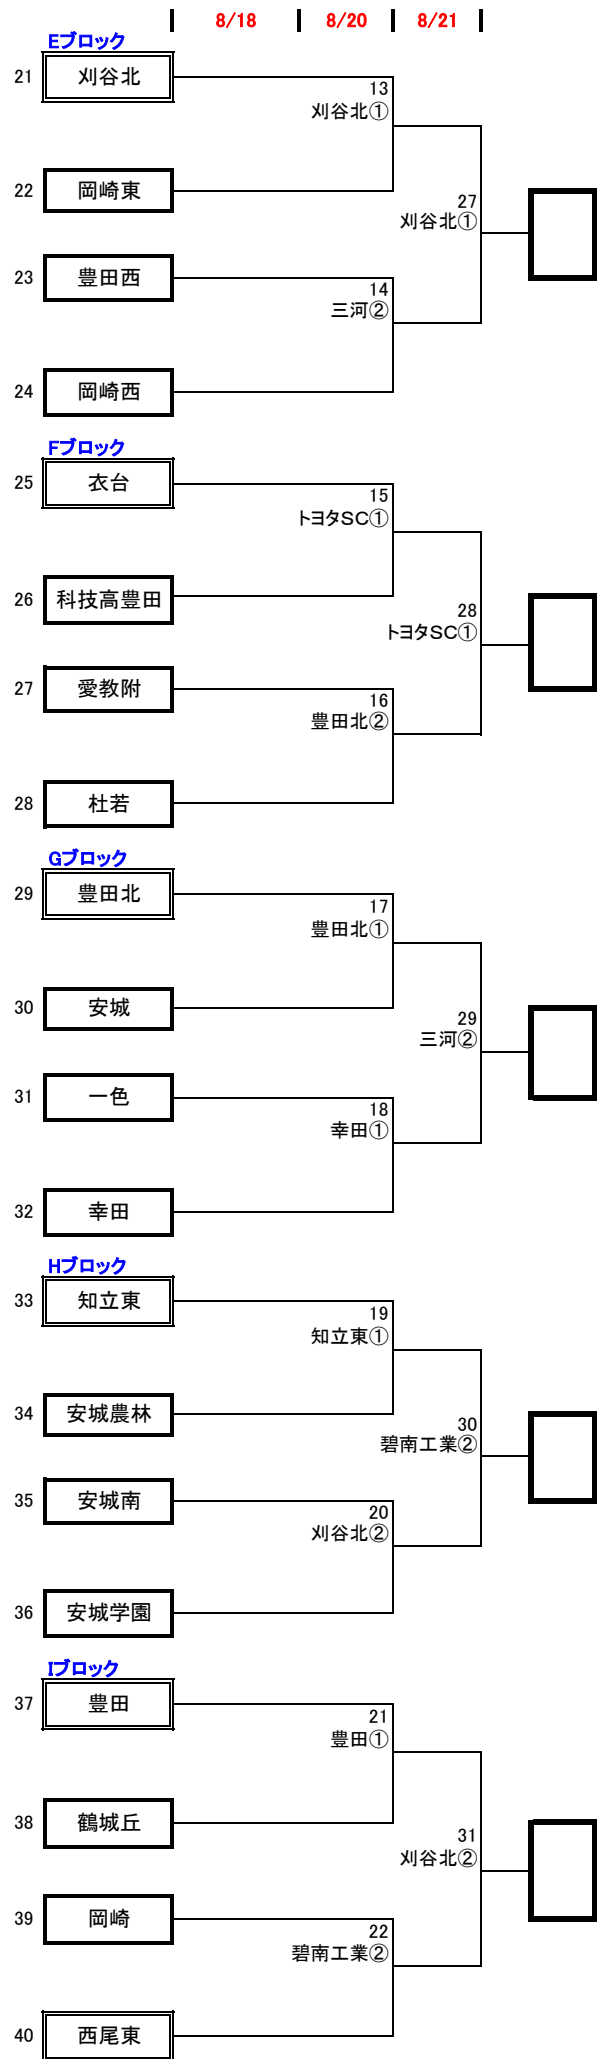 8/18 8/20 8/21
Eブロック
21 刈谷北
13
刈谷北①
22 岡崎東
27
刈谷北①
23 豊田西
14
三河②
24 岡崎西
Fブロック
25 衣台
15
トヨタSC①
26 科技高豊田
28
トヨタSC①
27 愛教附
16
豊田北②
28 杜若
Gブロック
29 豊田北
17
豊田北①
30 安城
29
三河②
31 一色
18
幸田①
32 幸田
Hブロック
33 知立東
19
知立東①
34 安城農林
30
碧南工業②
35 安城南
20
刈谷北②
36 安城学園
Iブロック
37 豊田
21
豊田①
38 鶴城丘
31
刈谷北②
39 岡崎
22
碧南工業②
40 西尾東